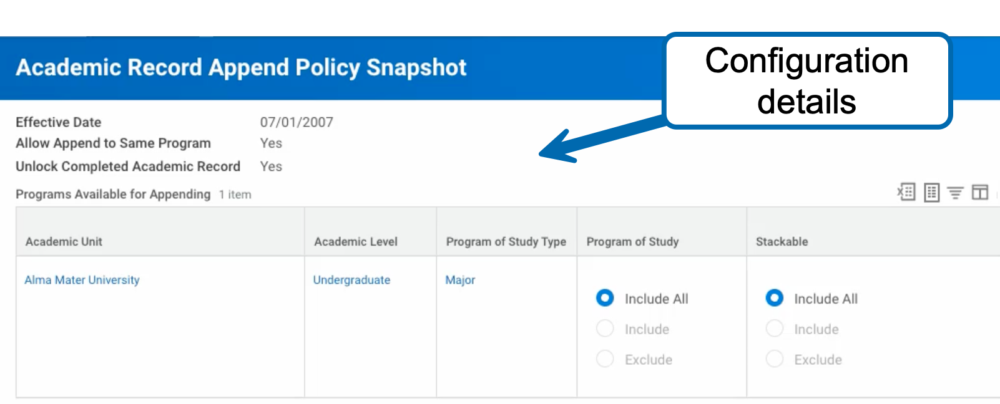 Configuration
details
Academic Record Append Policy Snapshot
Effective Date 07/01/2007
Allow Append to Same Program Yes
Unlock Completed Academic Record Yes
Programs Available for Appending 1 item
Academic Unit Academic Level Program of Study Type Program of Study Stackable
Alma Mater University Undergraduate Major
Include All Include All
Include Include
Exclude Exclude